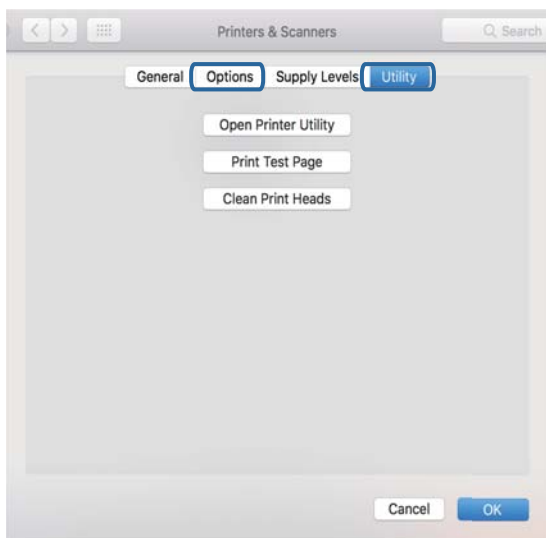 Printers & Scanners
Search
General Options Supply Levels Utility
Open Printer Utility
Print Test Page
Clean Print Heads
Cancel OK